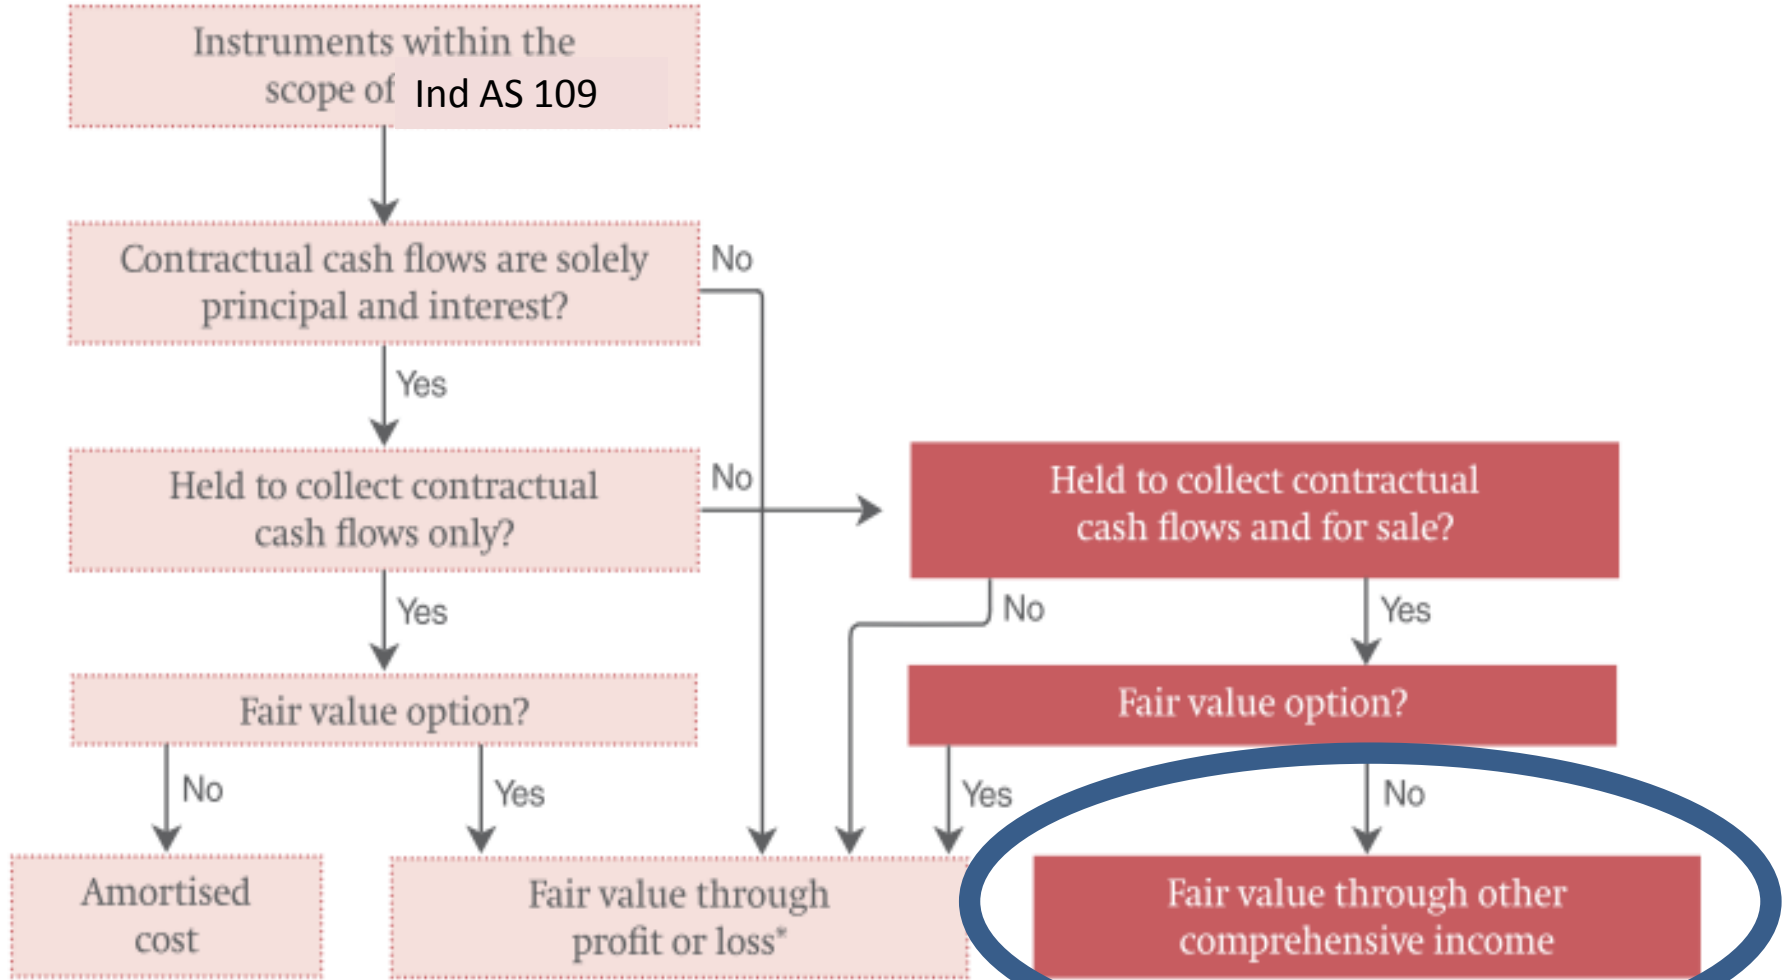 Instruments within the
scope of Ind AS 109
Contractual cash flows are solely
principal and interest?
No
Yes
Held to collect contractual
cash flows only?
No
Held to collect contractual
cash flows and for sale?
Yes
No
Yes
Fair value option?
Fair value option?
No
Yes
Yes
No
Amortised
cost
Fair value through
profit or loss*
Fair value through other
comprehensive income